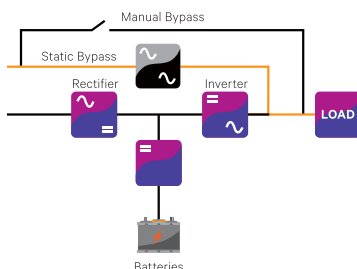 Manual Bypass
Static Bypass
Rectifier
Inverter
LOAD
Batteries